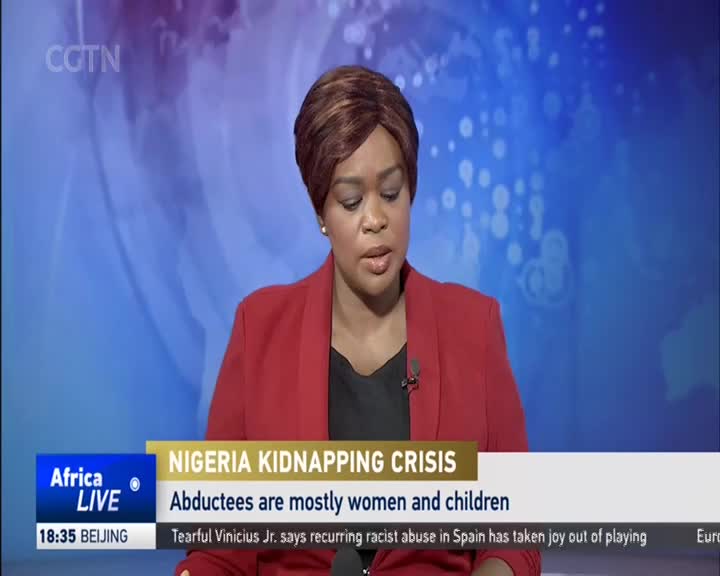 CGTN
NIGERIA KIDNAPPING CRISIS
Africa
LIVE
Abductees are mostly women and children
18:35 BEIJING
Tearful Vinicius Jr. says recurring racist abuse in Spain has taken joy out of playing